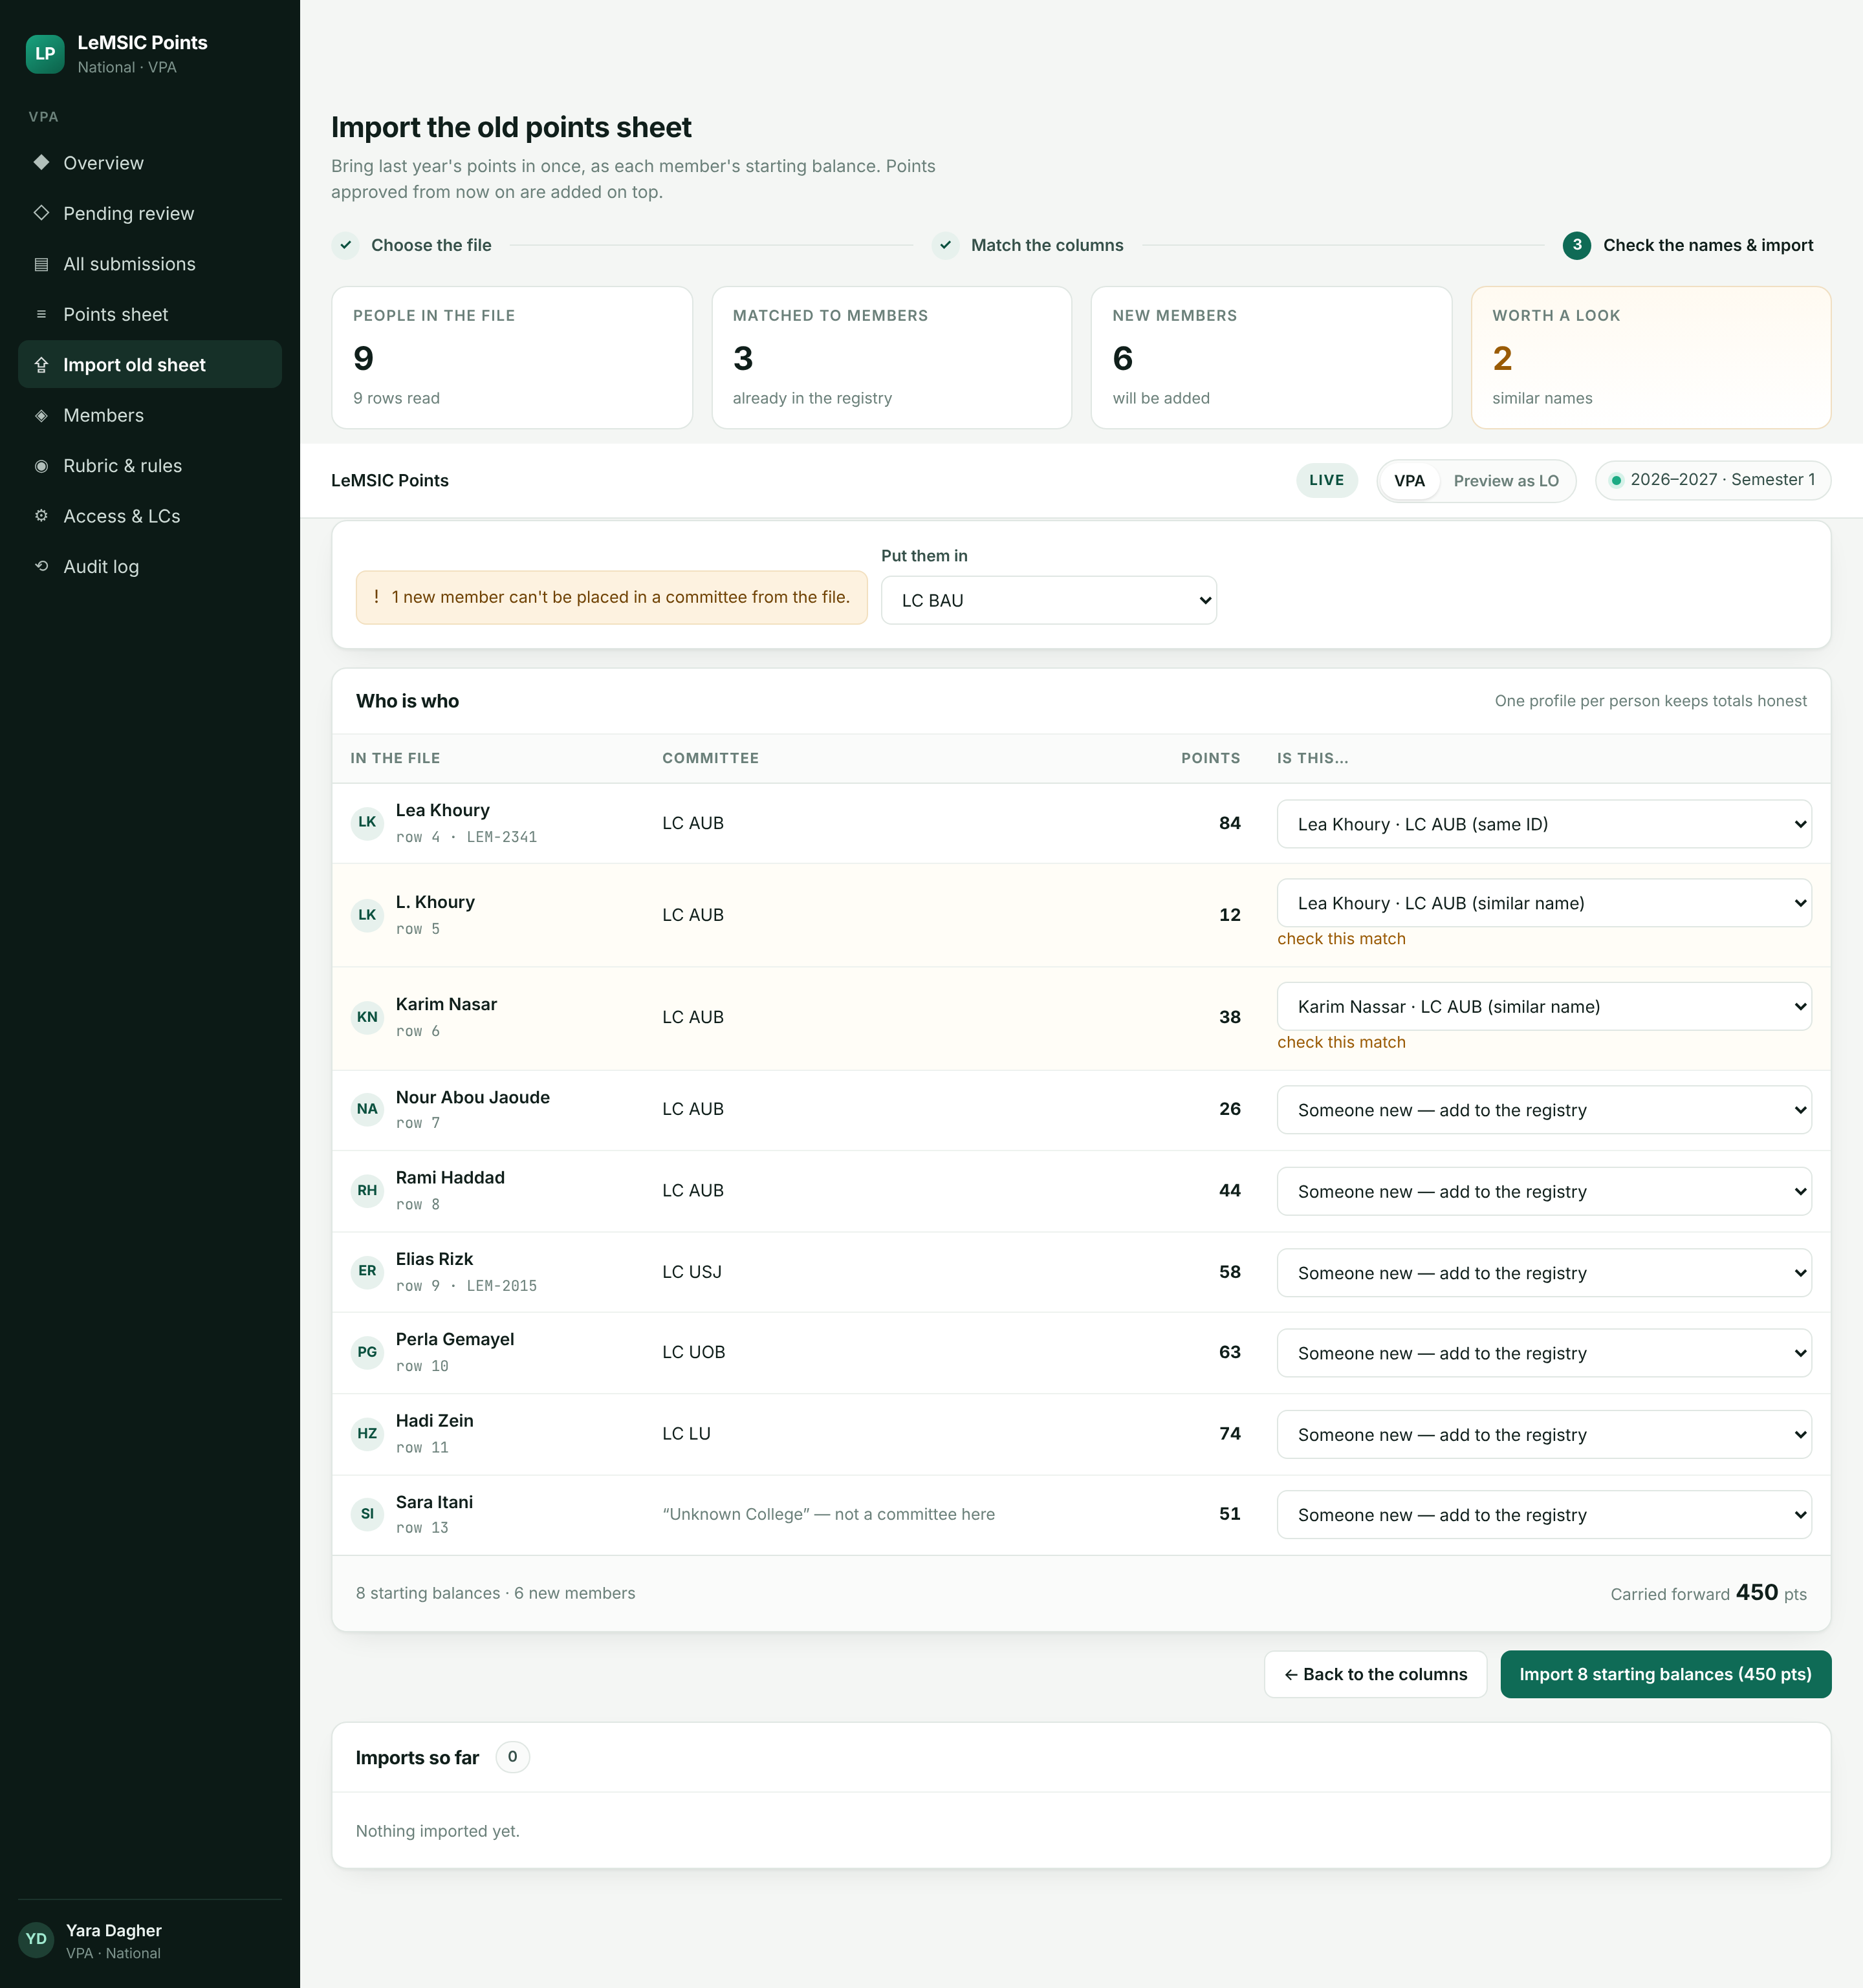 LP
LeMSIC Points
National · VPA
VPA
Overview
Pending review
All submissions
Points sheet
Import old sheet
Members
Rubric & rules
Access & LCs
Audit log
YD
Yara Dagher
VPA · National
Import the old points sheet
Bring last year's points in once, as each member's starting balance. Points
approved from now on are added on top.
Choose the file
Match the columns
3 Check the names & import
PEOPLE IN THE FILE
9
9 rows read
MATCHED TO MEMBERS
3
already in the registry
NEW MEMBERS
6
will be added
WORTH A LOOK
2
similar names
LeMSIC Points
LIVE
VPA
Preview as LO
2026–2027 · Semester 1
! 1 new member can't be placed in a committee from the file.
Put them in
LC BAU
Who is who
One profile per person keeps totals honest
IN THE FILE COMMITTEE POINTS IS THIS...
LK Lea Khoury
row 4 · LEM-2341
LC AUB
84
Lea Khoury · LC AUB (same ID)
LK L. Khoury
row 5
LC AUB
12
Lea Khoury · LC AUB (similar name)
check this match
KN Karim Nasar
row 6
LC AUB
38
Karim Nassar · LC AUB (similar name)
check this match
NA Nour Abou Jaoude
row 7
LC AUB
26
Someone new — add to the registry
RH Rami Haddad
row 8
LC AUB
44
Someone new — add to the registry
ER Elias Rizk
row 9 · LEM-2015
LC USJ
58
Someone new — add to the registry
PG Perla Gemayel
row 10
LC UOB
63
Someone new — add to the registry
HZ Hadi Zein
row 11
LC LU
74
Someone new — add to the registry
SI Sara Itani
row 13
“Unknown College” — not a committee here
51
Someone new — add to the registry
8 starting balances · 6 new members
Carried forward 450 pts
← Back to the columns
Import 8 starting balances (450 pts)
Imports so far 0
Nothing imported yet.